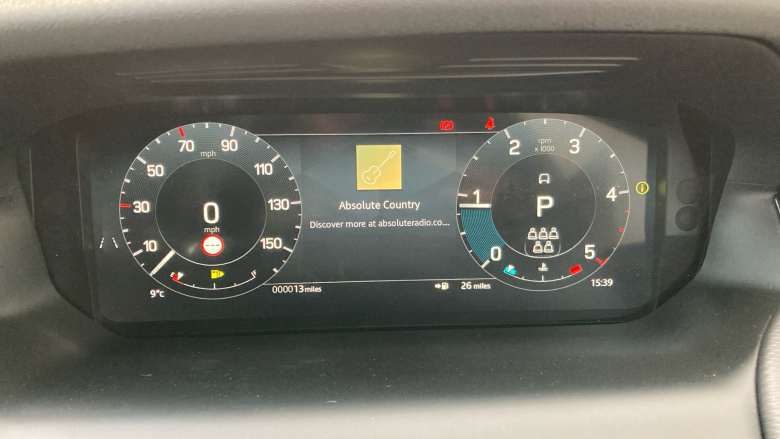 70 90
mph
50 110
30 130
0
mph
10 150
E F
9°c
Absolute Country
Discover more at absoluteradio.co...
000013 miles
26 miles
2 3
rpm
x 1000
1 4
P
0 5
15:39